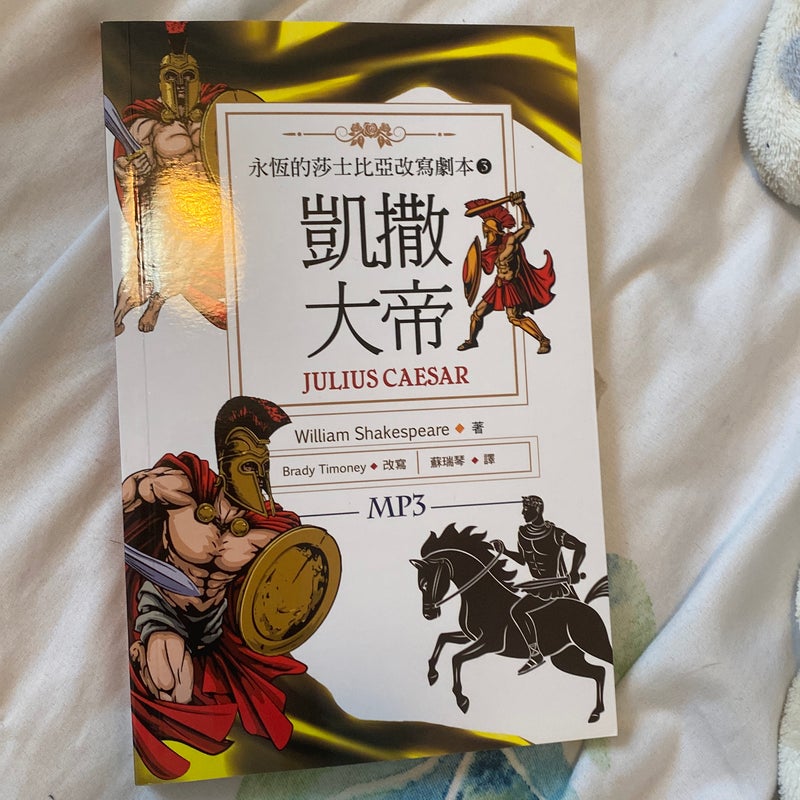 永恆的莎士比亞改寫劇本❸
凱撒
大帝
JULIUS CAESAR
William Shakespeare ◆ 著
Brady Timoney ◆ 改寫 | 蘇瑞琴 ◆ 譯
MP3